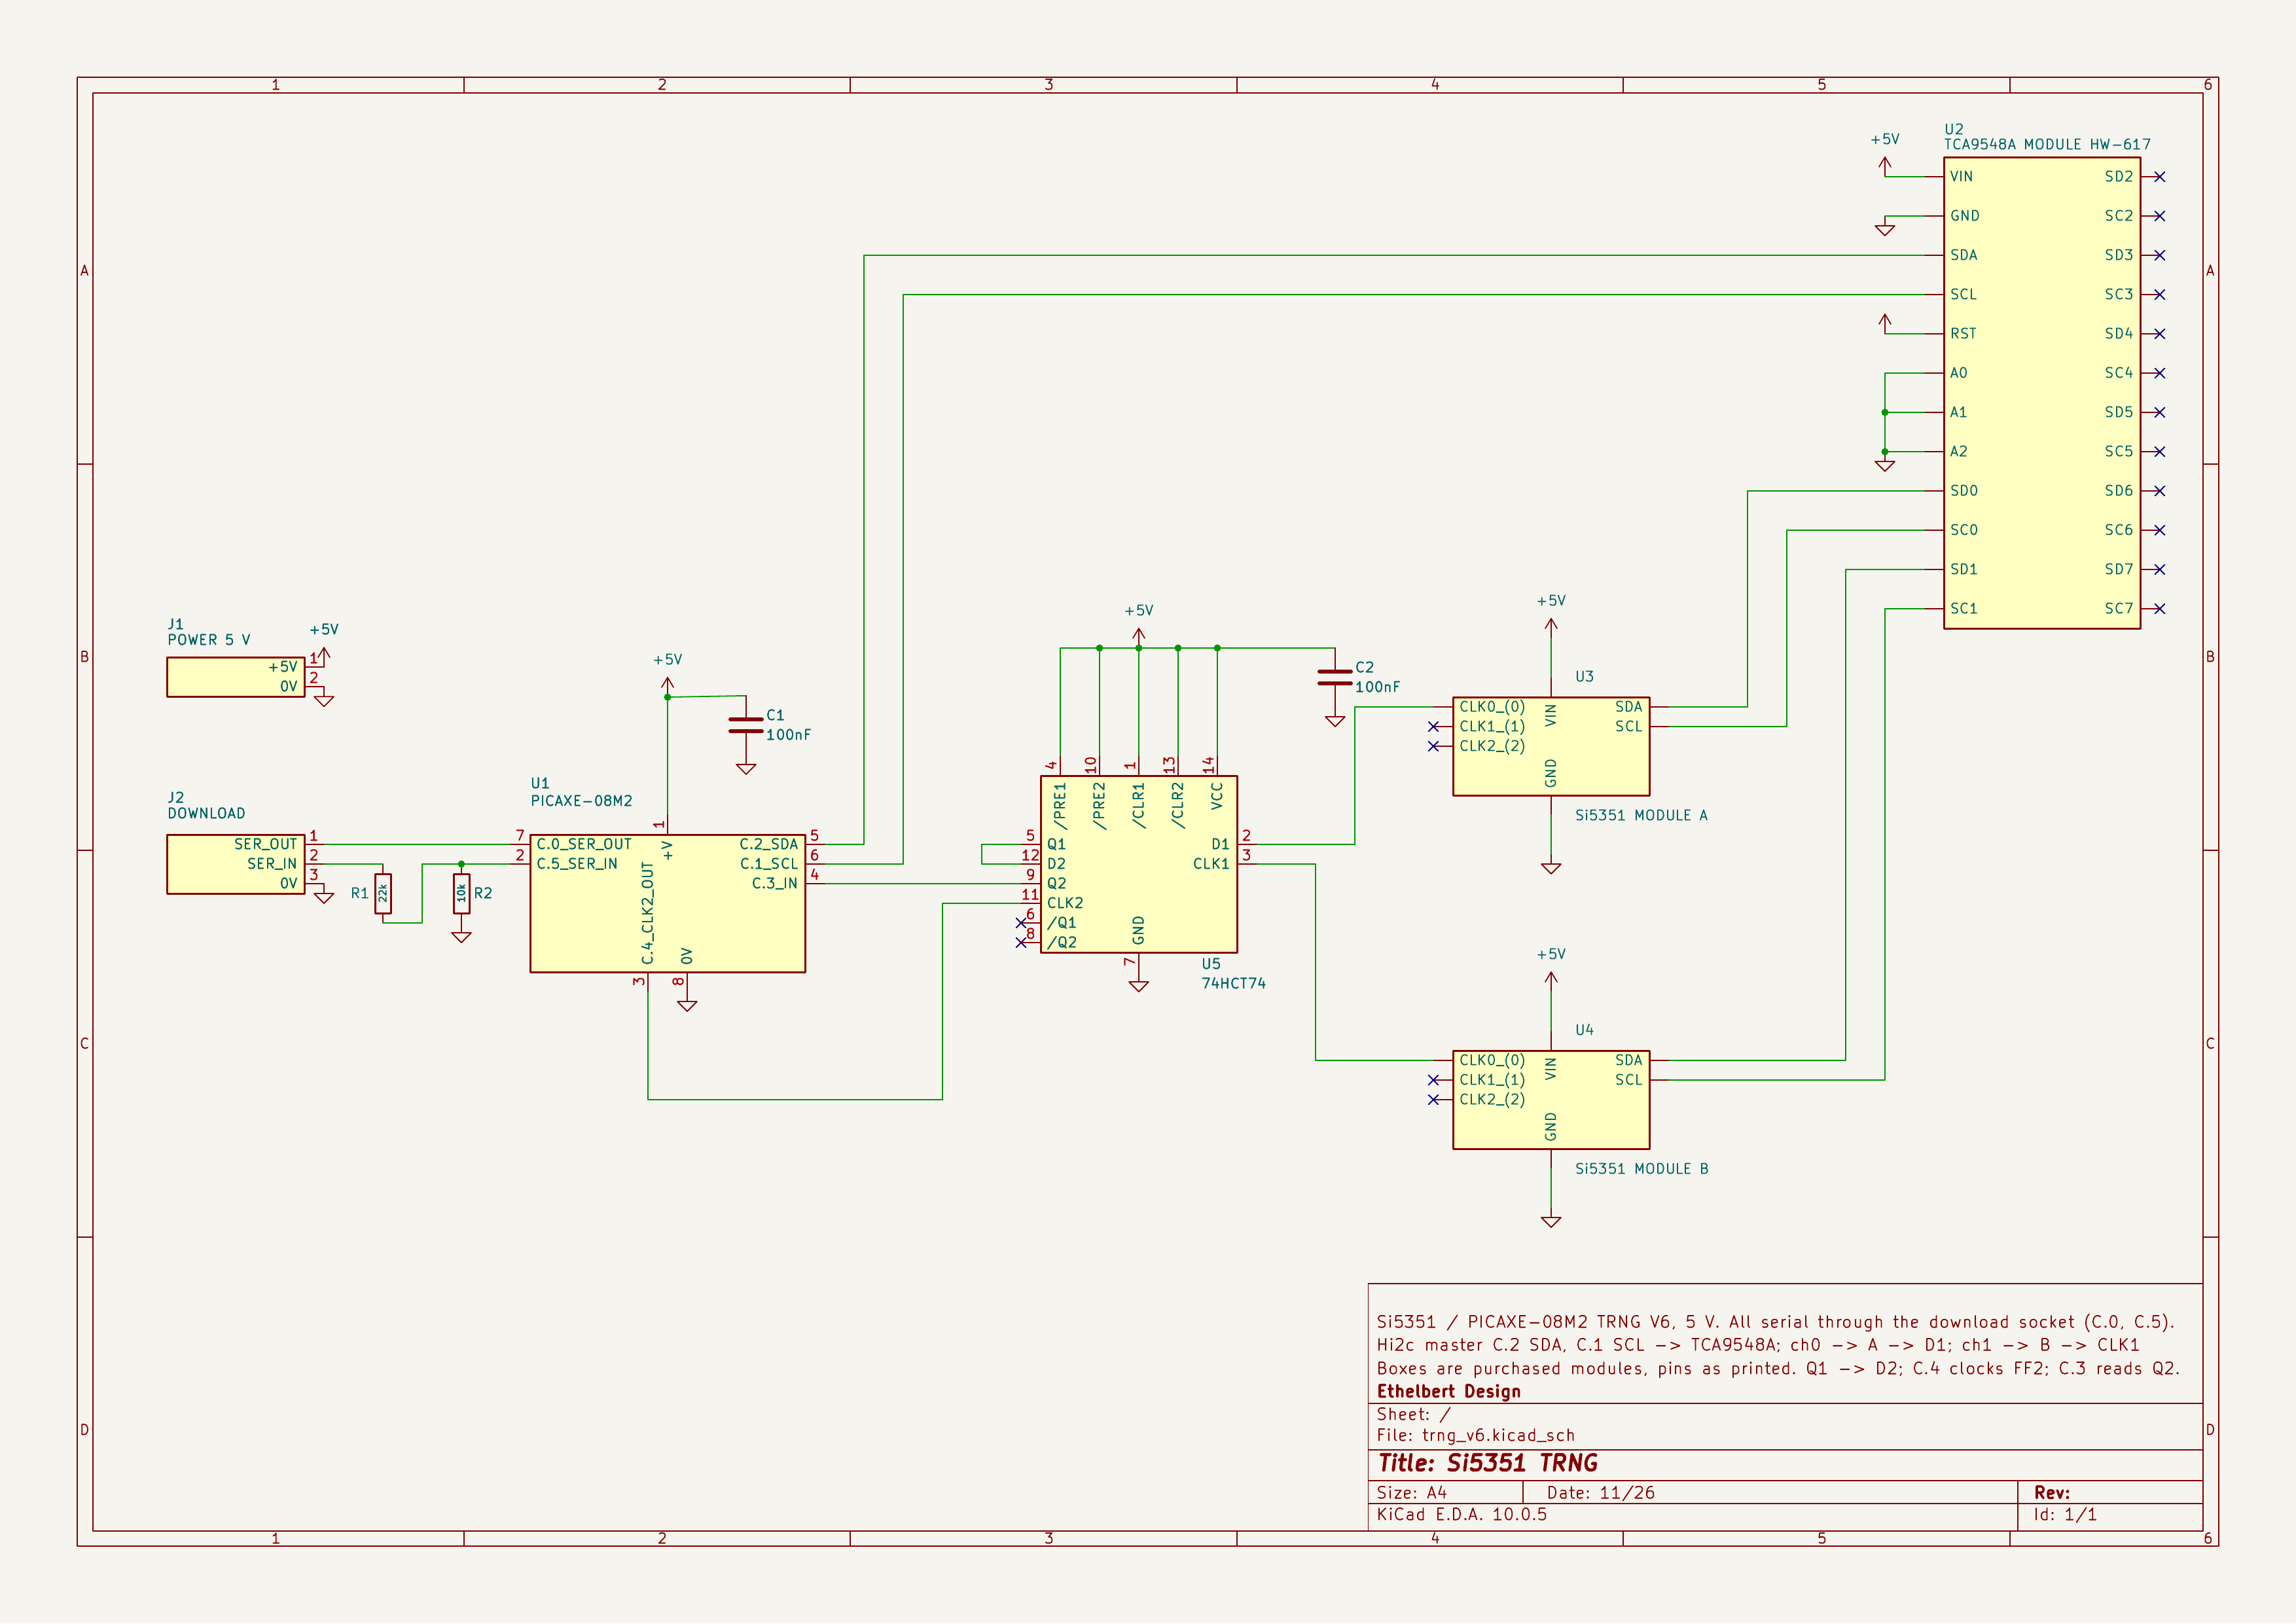 1 2 3 4 5 6
A A
B B
C C
D D
U2
TCA9548A MODULE HW-617
+5V
VIN SD2
GND SC2
SDA SD3
SCL SC3
RST SD4
A0 SC4
A1 SD5
A2 SC5
SD0 SD6
SC0 SC6
SD1 SD7
SC1 SC7
J1
POWER 5 V
+5V
+5V 1
0V 2
J2
DOWNLOAD
SER_OUT 1
SER_IN 2
0V 3
R1 22k
10k R2
+5V
C1
100nF
U1
PICAXE-08M2
1
+V
7 C.0_SER_OUT
2 C.5_SER_IN
C.2_SDA 5
C.1_SCL 6
C.3_IN 4
C.4_CLK2_OUT
0V
3 8
+5V
C2
100nF
4 10 1 13 14
/PRE1 /PRE2 /CLR1 /CLR2 VCC
5 Q1
12 D2
9 Q2
11 CLK2
6 /Q1
8 /Q2
D1 2
CLK1 3
GND
7
U5
74HCT74
+5V
U3
CLK0_(0) VIN SDA
CLK1_(1) SCL
CLK2_(2)
GND
Si5351 MODULE A
+5V
U4
CLK0_(0) VIN SDA
CLK1_(1) SCL
CLK2_(2)
GND
Si5351 MODULE B
Si5351 / PICAXE-08M2 TRNG V6, 5 V. All serial through the download socket (C.0, C.5).
Hi2c master C.2 SDA, C.1 SCL -> TCA9548A; ch0 -> A -> D1; ch1 -> B -> CLK1
Boxes are purchased modules, pins as printed. Q1 -> D2; C.4 clocks FF2; C.3 reads Q2.
Ethelbert Design
Sheet: /
File: trng_v6.kicad_sch
Title: Si5351 TRNG
Size: A4 Date: 11/26 Rev:
KiCad E.D.A. 10.0.5 Id: 1/1
1 2 3 4 5 6